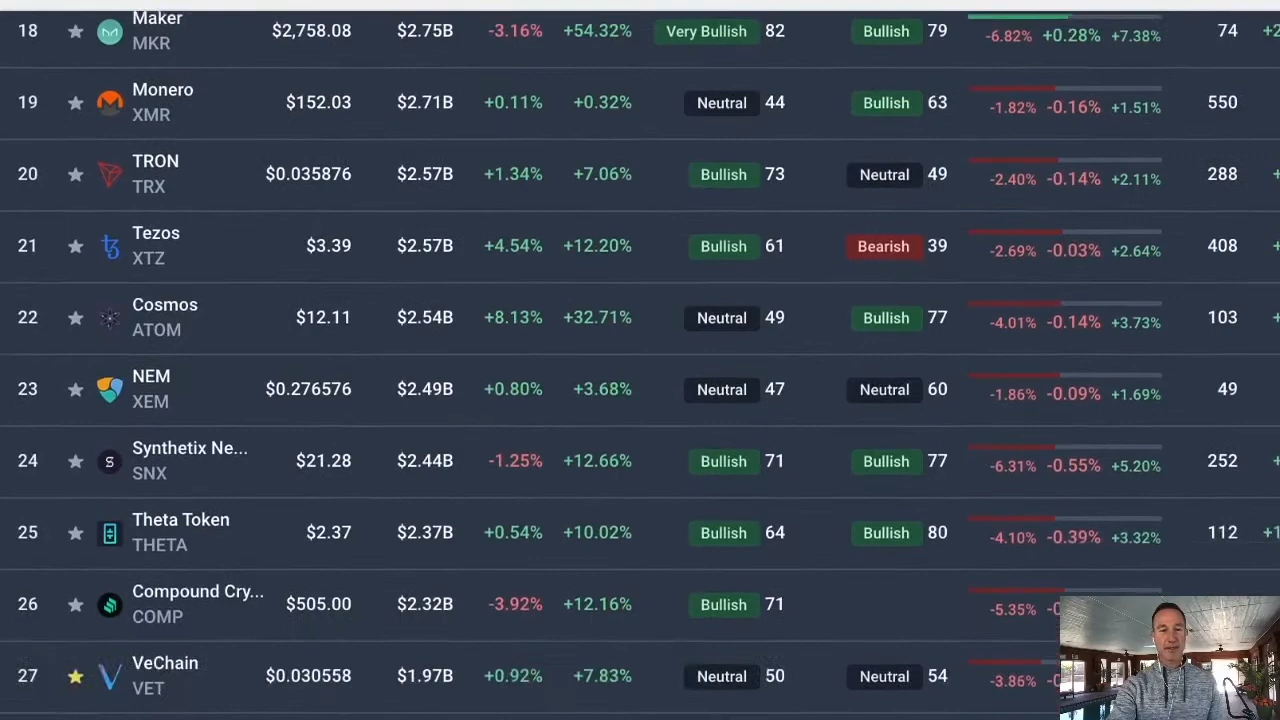 Maker
18 $2,758.08 $2.75B -3.16% +54.32% Very Bullish 82 Bullish 79 -6.82% +0.28% +7.38% 74
MKR
Monero
19 $152.03 $2.71B +0.11% +0.32% Neutral 44 Bullish 63 -1.82% -0.16% +1.51% 550
XMR
TRON
20 $0.035876 $2.57B +1.34% +7.06% Bullish 73 Neutral 49 -2.40% -0.14% +2.11% 288
TRX
Tezos
21 $3.39 $2.57B +4.54% +12.20% Bullish 61 Bearish 39 -2.69% -0.03% +2.64% 408
XTZ
Cosmos
22 $12.11 $2.54B +8.13% +32.71% Neutral 49 Bullish 77 -4.01% -0.14% +3.73% 103
ATOM
NEM
23 $0.276576 $2.49B +0.80% +3.68% Neutral 47 Neutral 60 -1.86% -0.09% +1.69% 49
XEM
Synthetix Ne...
24 S $21.28 $2.44B -1.25% +12.66% Bullish 71 Bullish 77 -6.31% -0.55% +5.20% 252
SNX
Theta Token
25 $2.37 $2.37B +0.54% +10.02% Bullish 64 Bullish 80 -4.10% -0.39% +3.32% 112
THETA
Compound Cry...
26 $505.00 $2.32B -3.92% +12.16% Bullish 71 -5.35%
COMP
VeChain
27 $0.030558 $1.97B +0.92% +7.83% Neutral 50 Neutral 54 -3.86%
VET